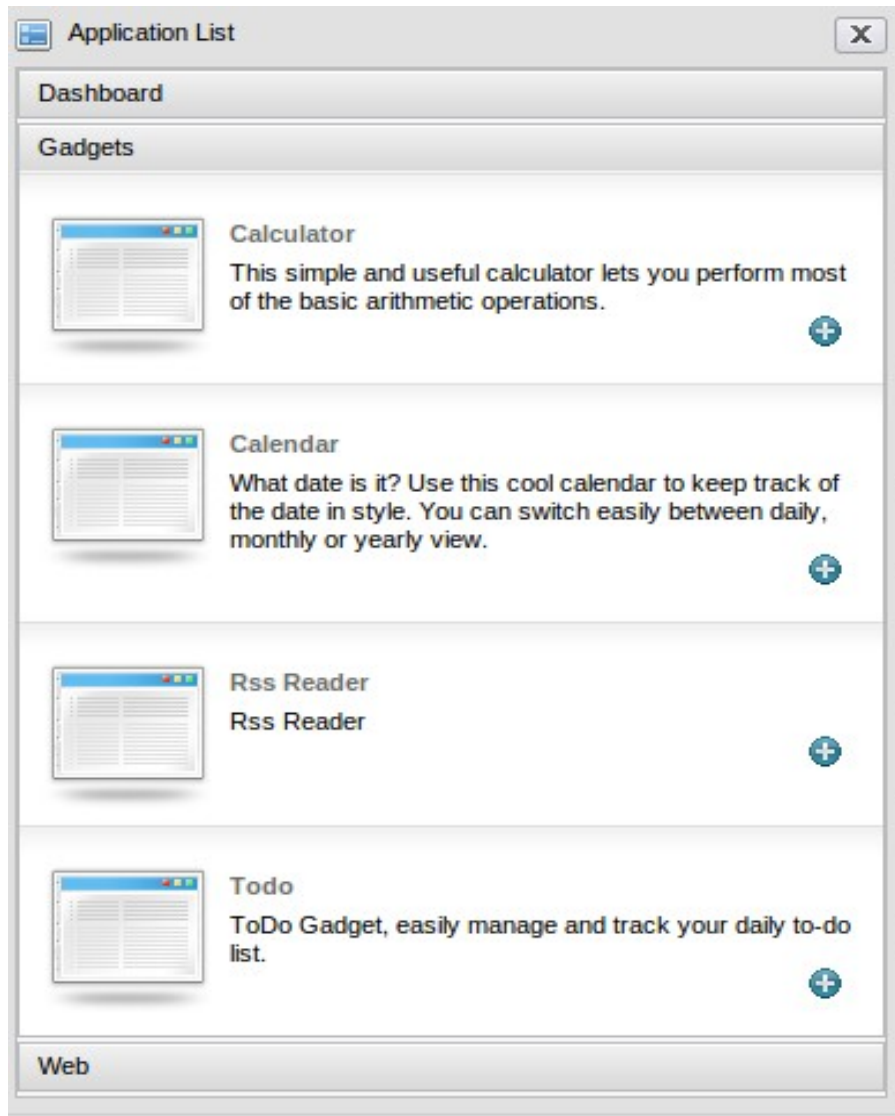 Application List
Dashboard
Gadgets
Calculator
This simple and useful calculator lets you perform most
of the basic arithmetic operations.
Calendar
What date is it? Use this cool calendar to keep track of
the date in style. You can switch easily between daily,
monthly or yearly view.
Rss Reader
Rss Reader
Todo
ToDo Gadget, easily manage and track your daily to-do
list.
Web